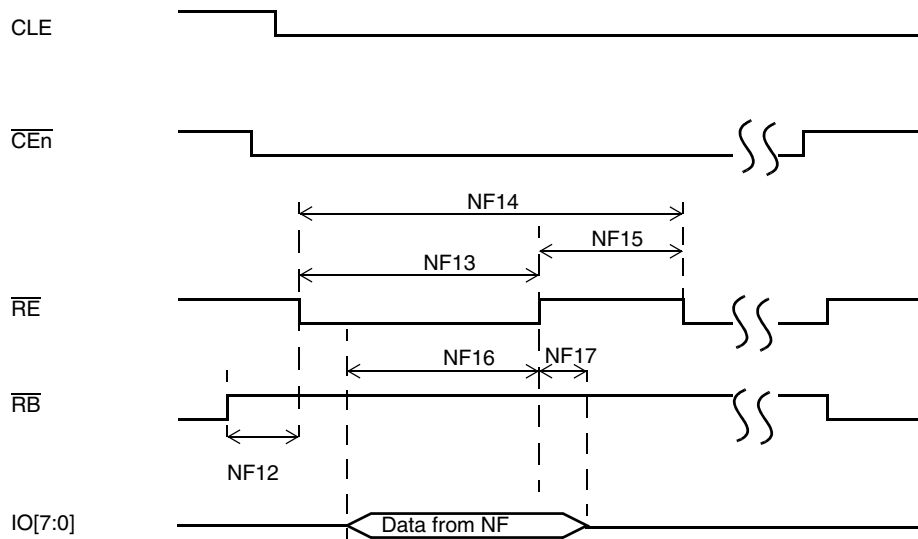 CLE
CEn
NF14
NF15
NF13
RE
NF16 NF17
RB
NF12
IO[7:0] Data from NF